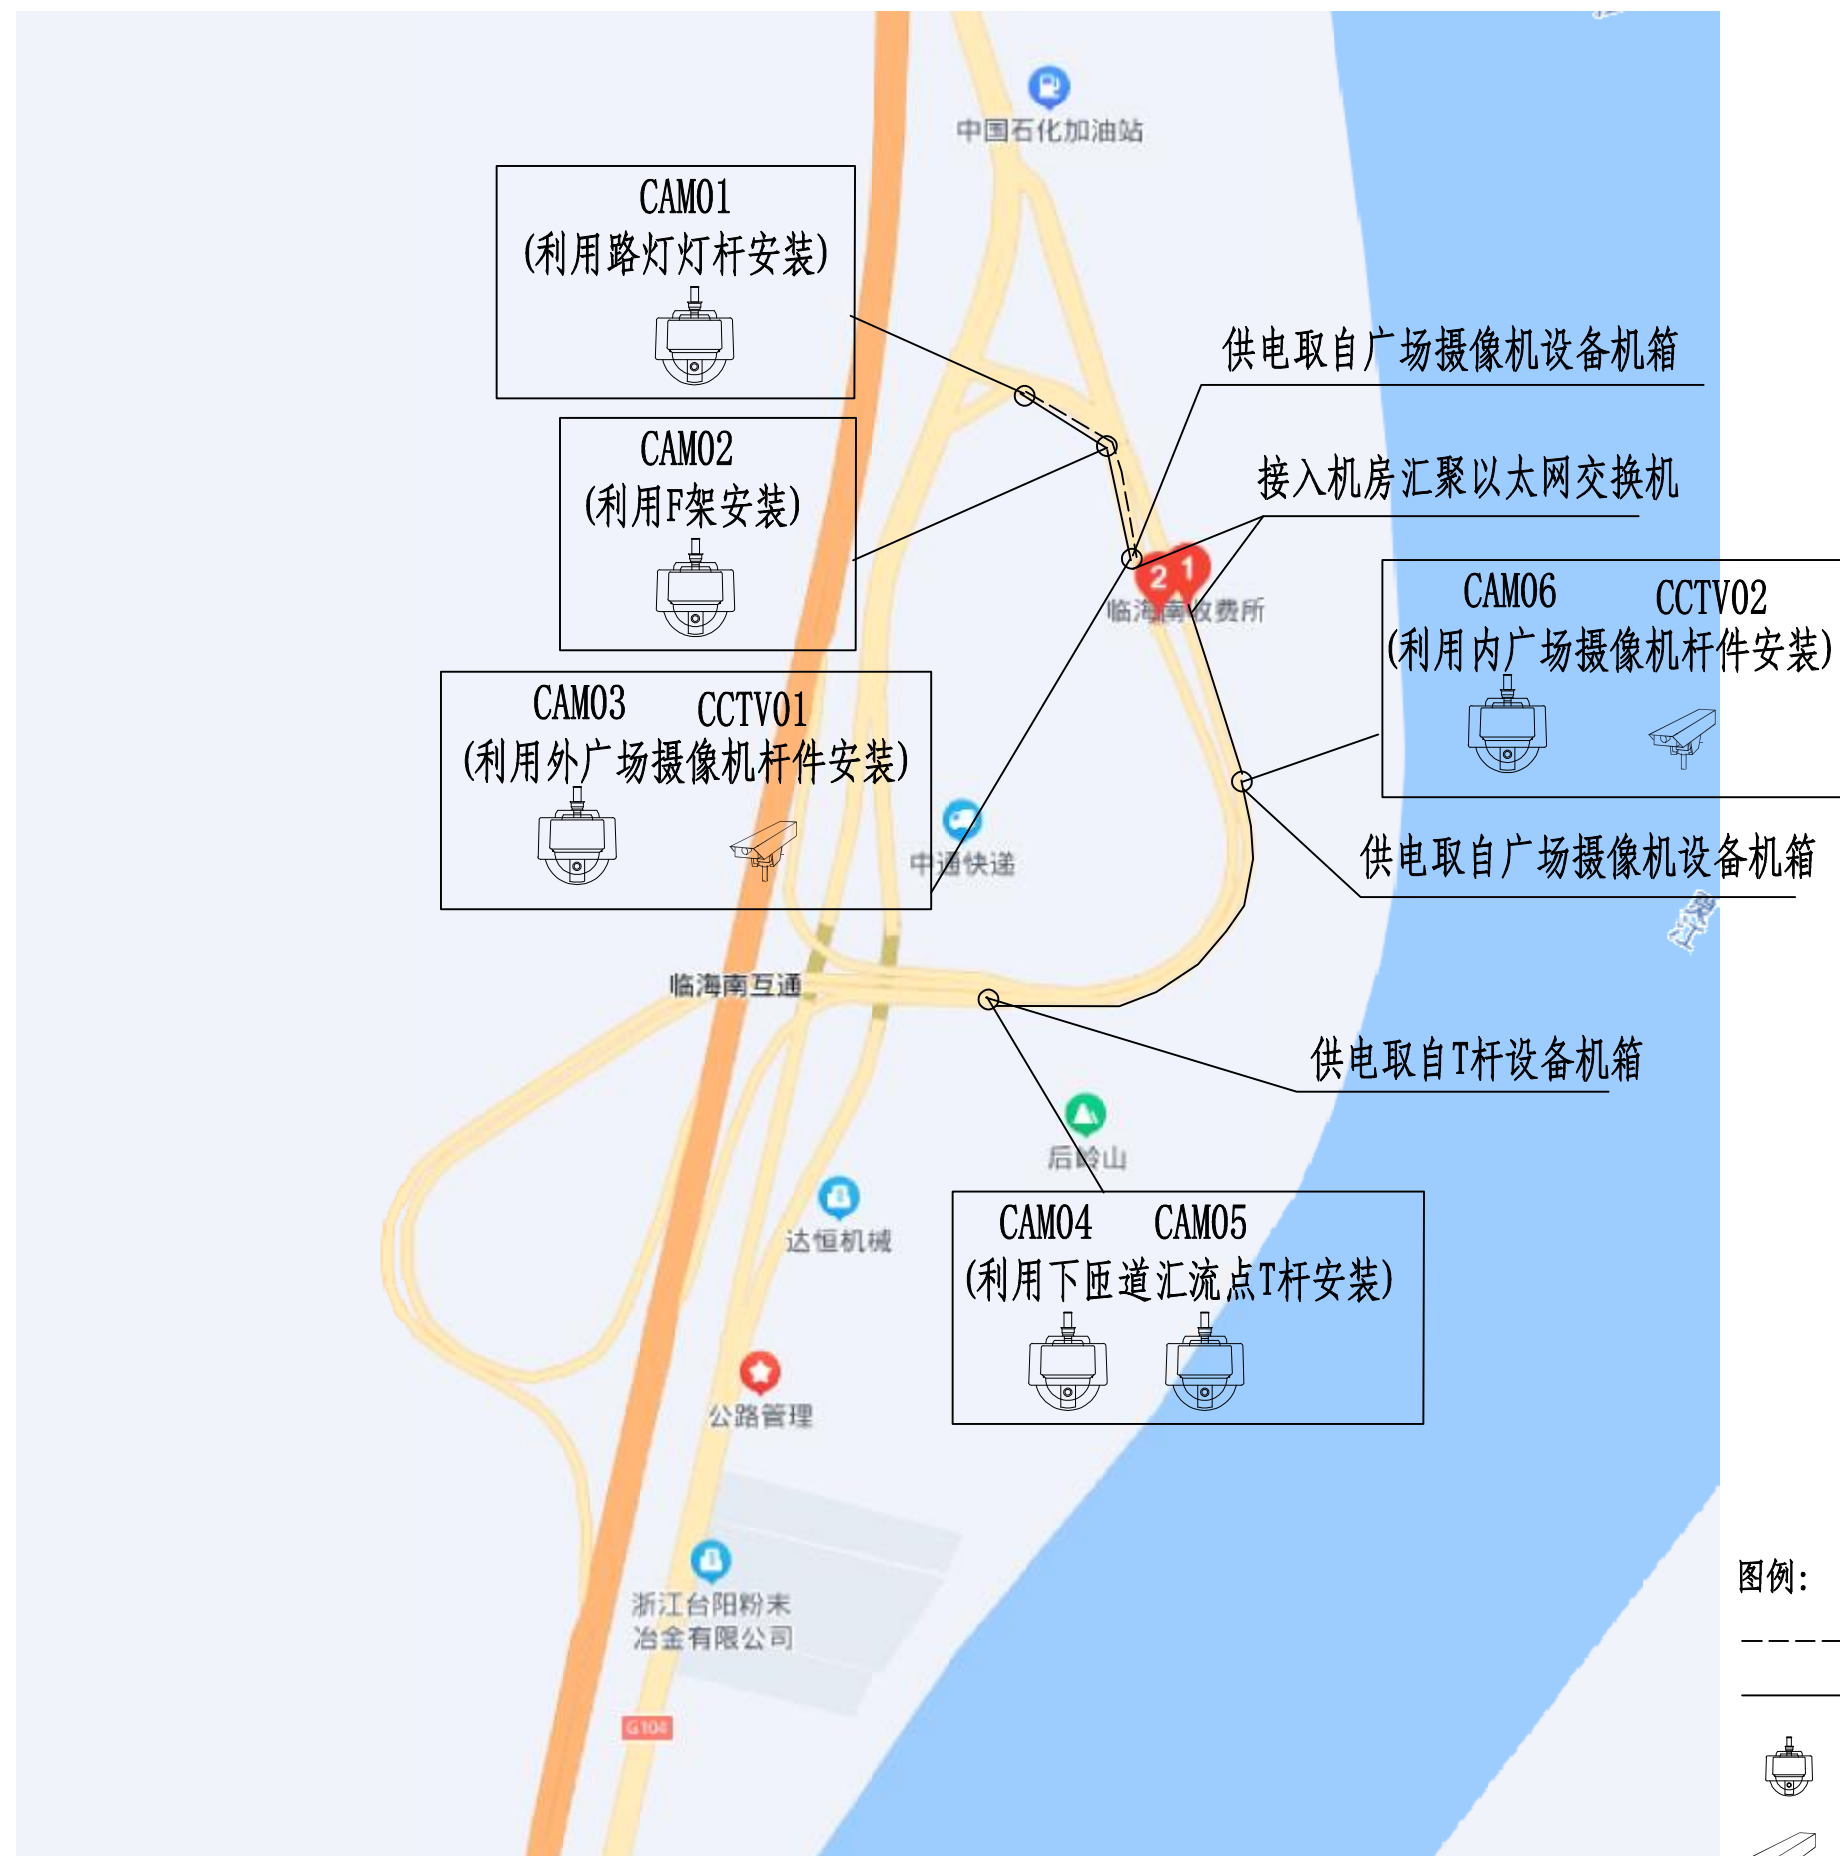 中国石化加油站
CAM01
(利用路灯灯杆安装)
供电取自广场摄像机设备机箱
CAM02
(利用F架安装)
接入机房汇聚以太网交换机
2 1
临海南收费所
CAM06 CCTV02
(利用内广场摄像机杆件安装)
CAM03 CCTV01
(利用外广场摄像机杆件安装)
中通快递
供电取自广场摄像机设备机箱
灵江
临海南互通
供电取自T杆设备机箱
后岭山
达恒机械
CAM04 CAM05
(利用下匝道汇流点T杆安装)
公路管理
浙江台阳粉末
冶金有限公司
图例:
G104